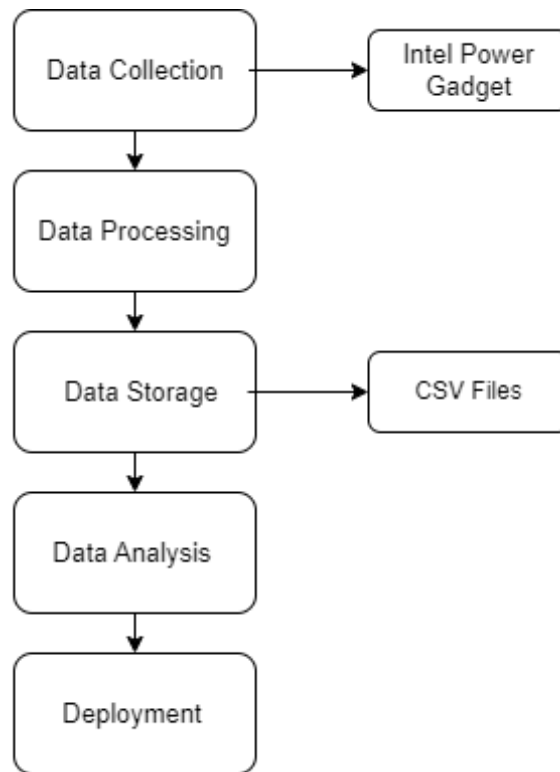 Data Collection
Intel Power
Gadget
Data Processing
Data Storage
CSV Files
Data Analysis
Deployment